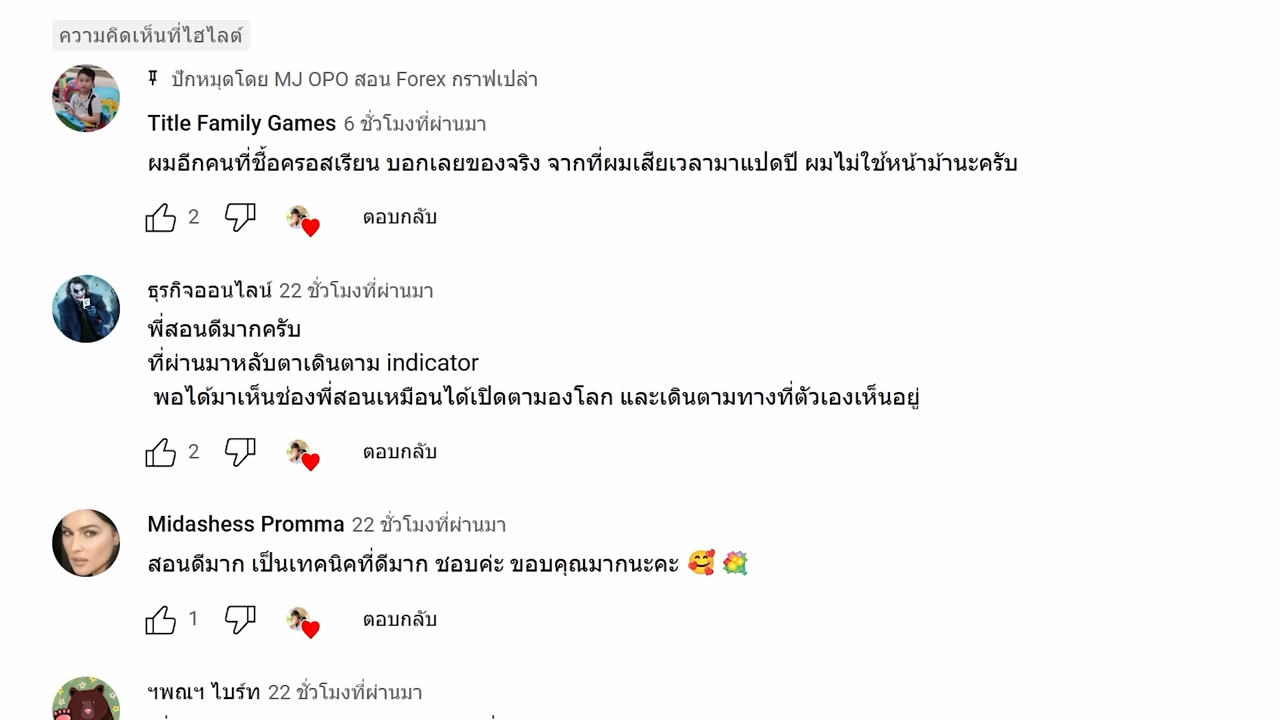 ความคิดเห็นที่ไฮไลต์
ปักหมุดโดย MJ OPO สอน Forex กราฟเปล่า
Title Family Games 6 ชั่วโมงที่ผ่านมา
ผมอีกคนที่ชื้อครอสเรียน บอกเลยของจริง จากที่ผมเสียเวลามาแปดปี ผมไม่ใช้หน้าม้านะครับ
2 ตอบกลับ
ธุรกิจออนไลน์ 22 ชั่วโมงที่ผ่านมา
พี่สอนดีมากครับ
ที่ผ่านมาหลับตาเดินตาม indicator
พอได้มาเห็นช่องพี่สอนเหมือนได้เปิดตามองโลก และเดินตามทางที่ตัวเองเห็นอยู่
2 ตอบกลับ
Midashess Promma 22 ชั่วโมงที่ผ่านมา
สอนดีมาก เป็นเทคนิคที่ดีมาก ชอบค่ะ ขอบคุณมากนะคะ 🥰 💐
1 ตอบกลับ
ฯพณฯ ไบร์ท 22 ชั่วโมงที่ผ่านมา